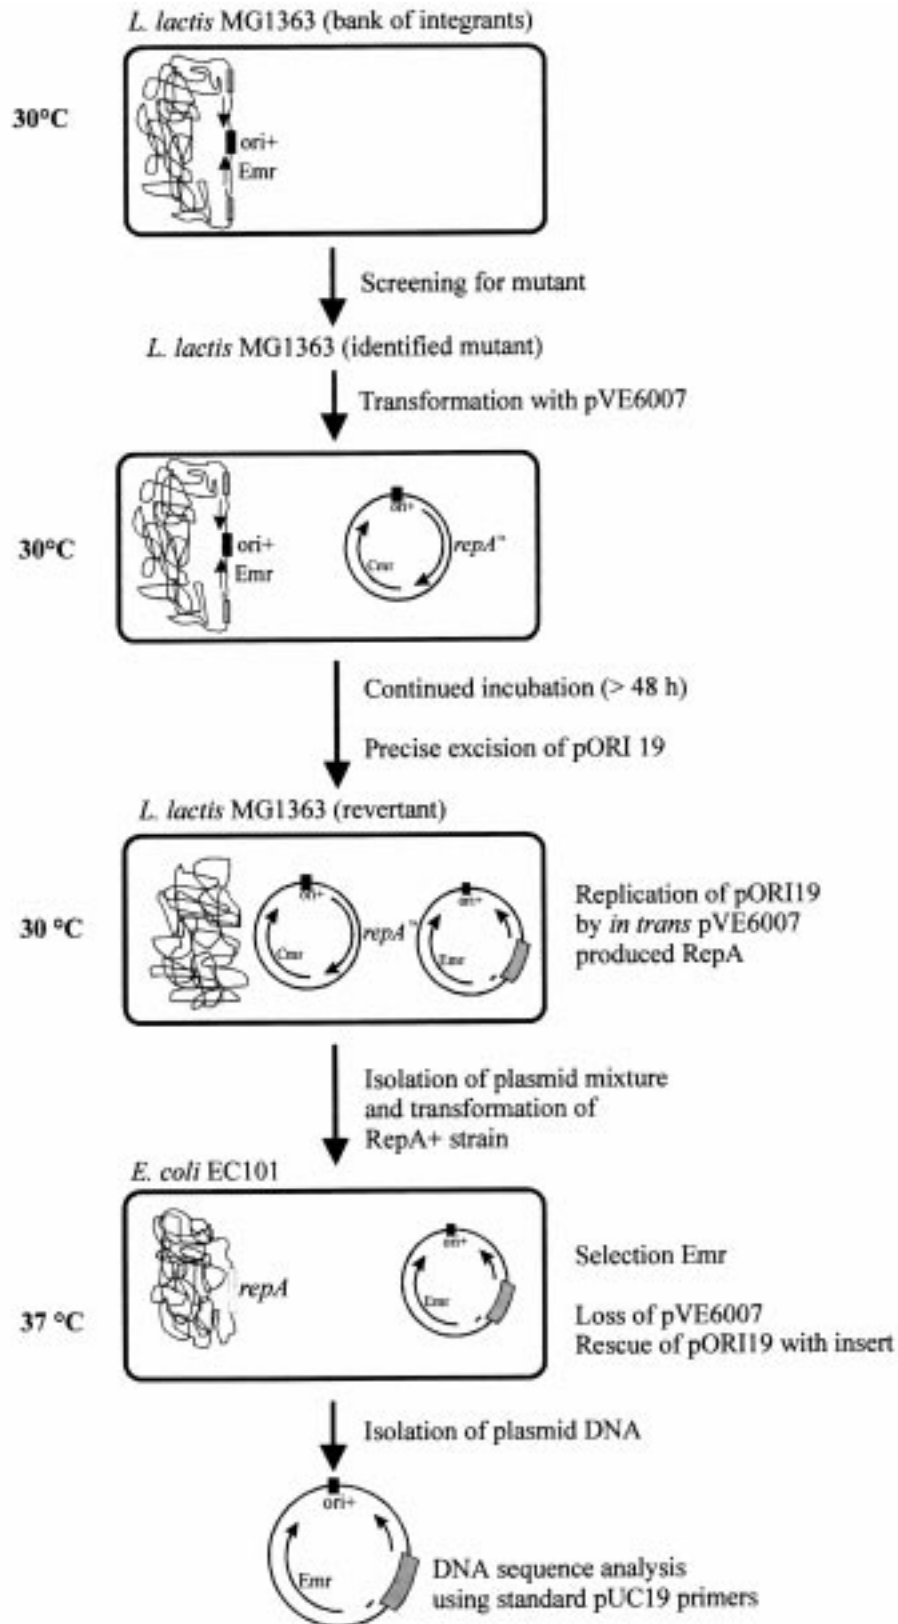 L. lactis MG1363 (bank of integrants)
30°C
ori+
Emr
Screening for mutant
L. lactis MG1363 (identified mutant)
Transformation with pVE6007
30°C
ori+
Emr
ori+
Cmr
Continued incubation (> 48 h)
Precise excision of pORI 19
L. lactis MG1363 (revertant)
30 °C
ori+
Cmr
ori+
Emr
Replication of pORI19
by in trans pVE6007
produced RepA
Isolation of plasmid mixture
and transformation of
RepA+ strain
E. coli EC101
37 °C
repA
ori+
Emr
Selection Emr
Loss of pVE6007
Rescue of pORI19 with insert
Isolation of plasmid DNA
ori+
Emr
DNA sequence analysis
using standard pUC19 primers